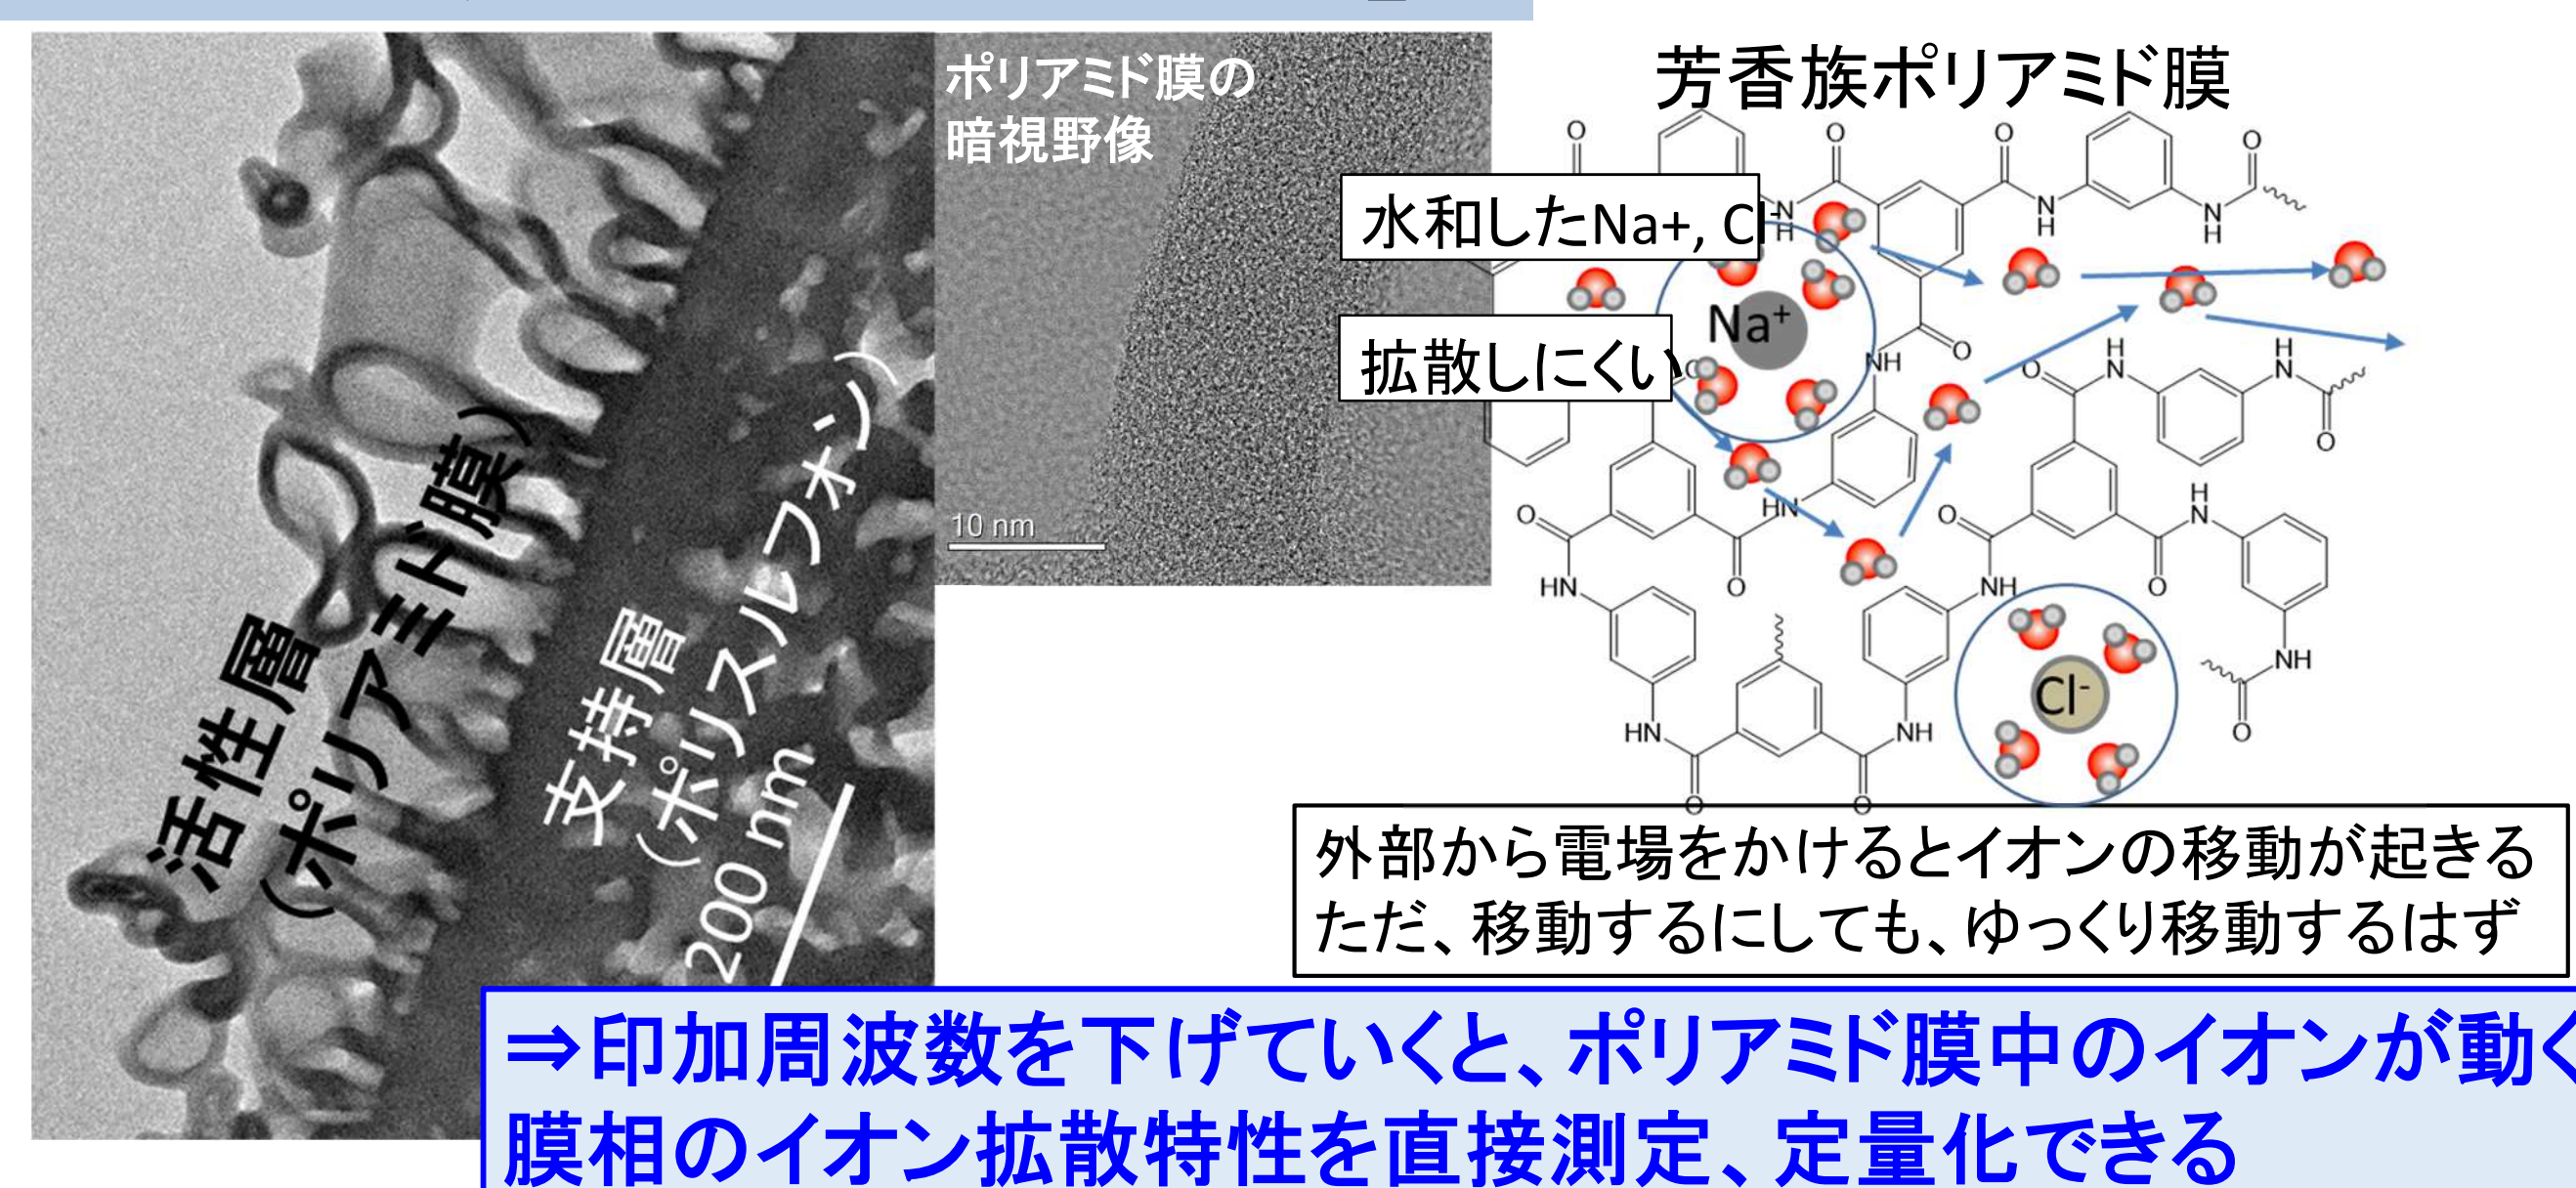 ポリアミド膜の
暗視野像
10 nm
活性層
（ポリアミド膜）
支持層
（ポリスルフォン）
200 nm
芳香族ポリアミド膜
水和したNa+, Cl-
拡散しにくい
Na+
Cl-
O
O
O
O
N
H
N
H
N
H
O
NH
O
O
H
N
H
N
O
O
HN
O
H
N
O
HN
O
NH
O
NH
HN
NH
O
O
O
外部から電場をかけるとイオンの移動が起きる
ただ、移動するにしても、ゆっくり移動するはず
⇒印加周波数を下げていくと、ポリアミド膜中のイオンが動く
膜相のイオン拡散特性を直接測定、定量化できる